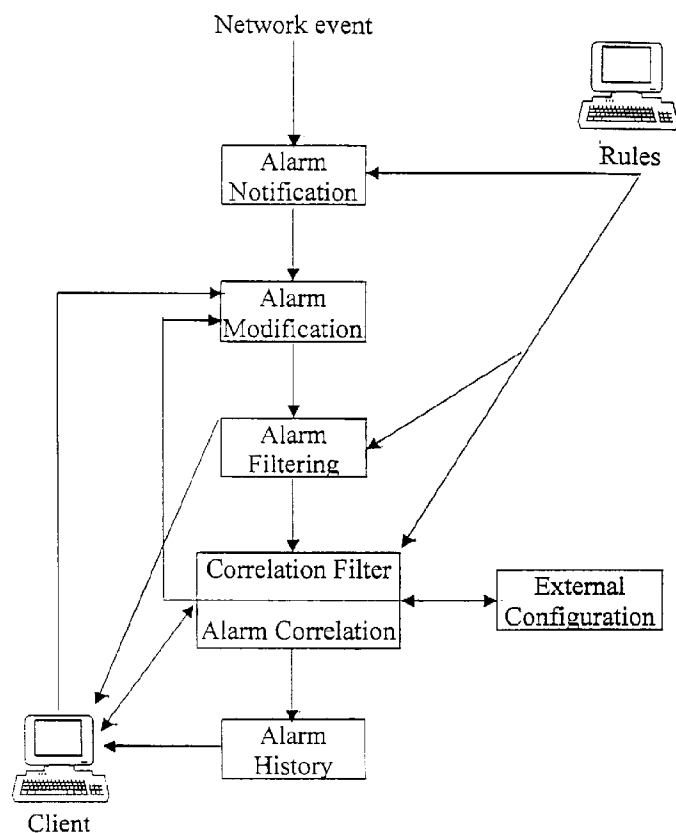 Network event
Rules
Alarm
Notification
Alarm
Modification
Alarm
Filtering
Correlation Filter
Alarm Correlation
External
Configuration
Alarm
History
Client